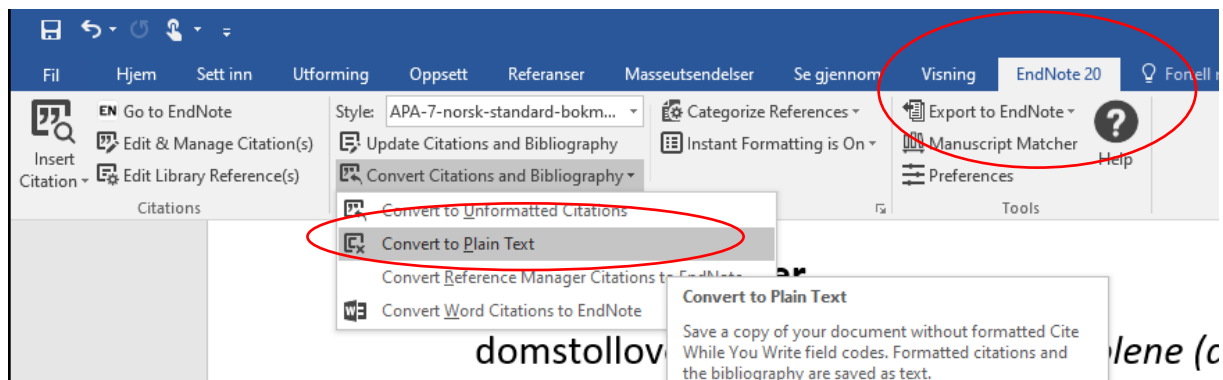 Fil Hjem Sett inn Utforming Oppsett Referanser Masseutsendelser Se gjennom Visning EndNote 20
Insert
Citation
EN Go to EndNote
Edit & Manage Citation(s)
Edit Library Reference(s)
Citations
Style: APA-7-norsk-standard-bokm...
Update Citations and Bibliography
Convert Citations and Bibliography
Categorize References
Instant Formatting is On
Export to EndNote
Manuscript Matcher
Preferences
Help
Tools
Convert to Unformatted Citations
Convert to Plain Text
Convert Reference Manager Citations to EndNote
Convert Word Citations to EndNote
Convert to Plain Text
Save a copy of your document without formatted Cite
While You Write field codes. Formatted citations and
the bibliography are saved as text.
domstollov